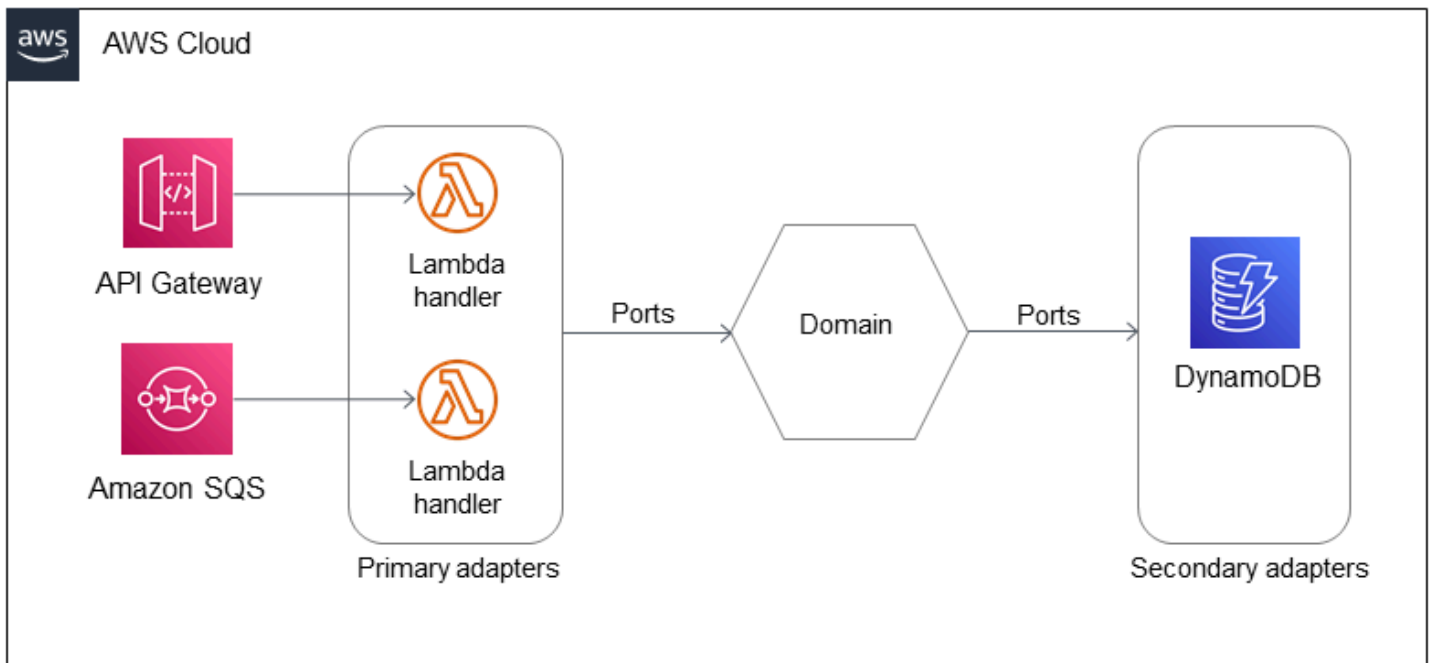 aws
AWS Cloud
API Gateway
Lambda
handler
Amazon SQS
Lambda
handler
Primary adapters
Ports
Domain
Ports
DynamoDB
Secondary adapters